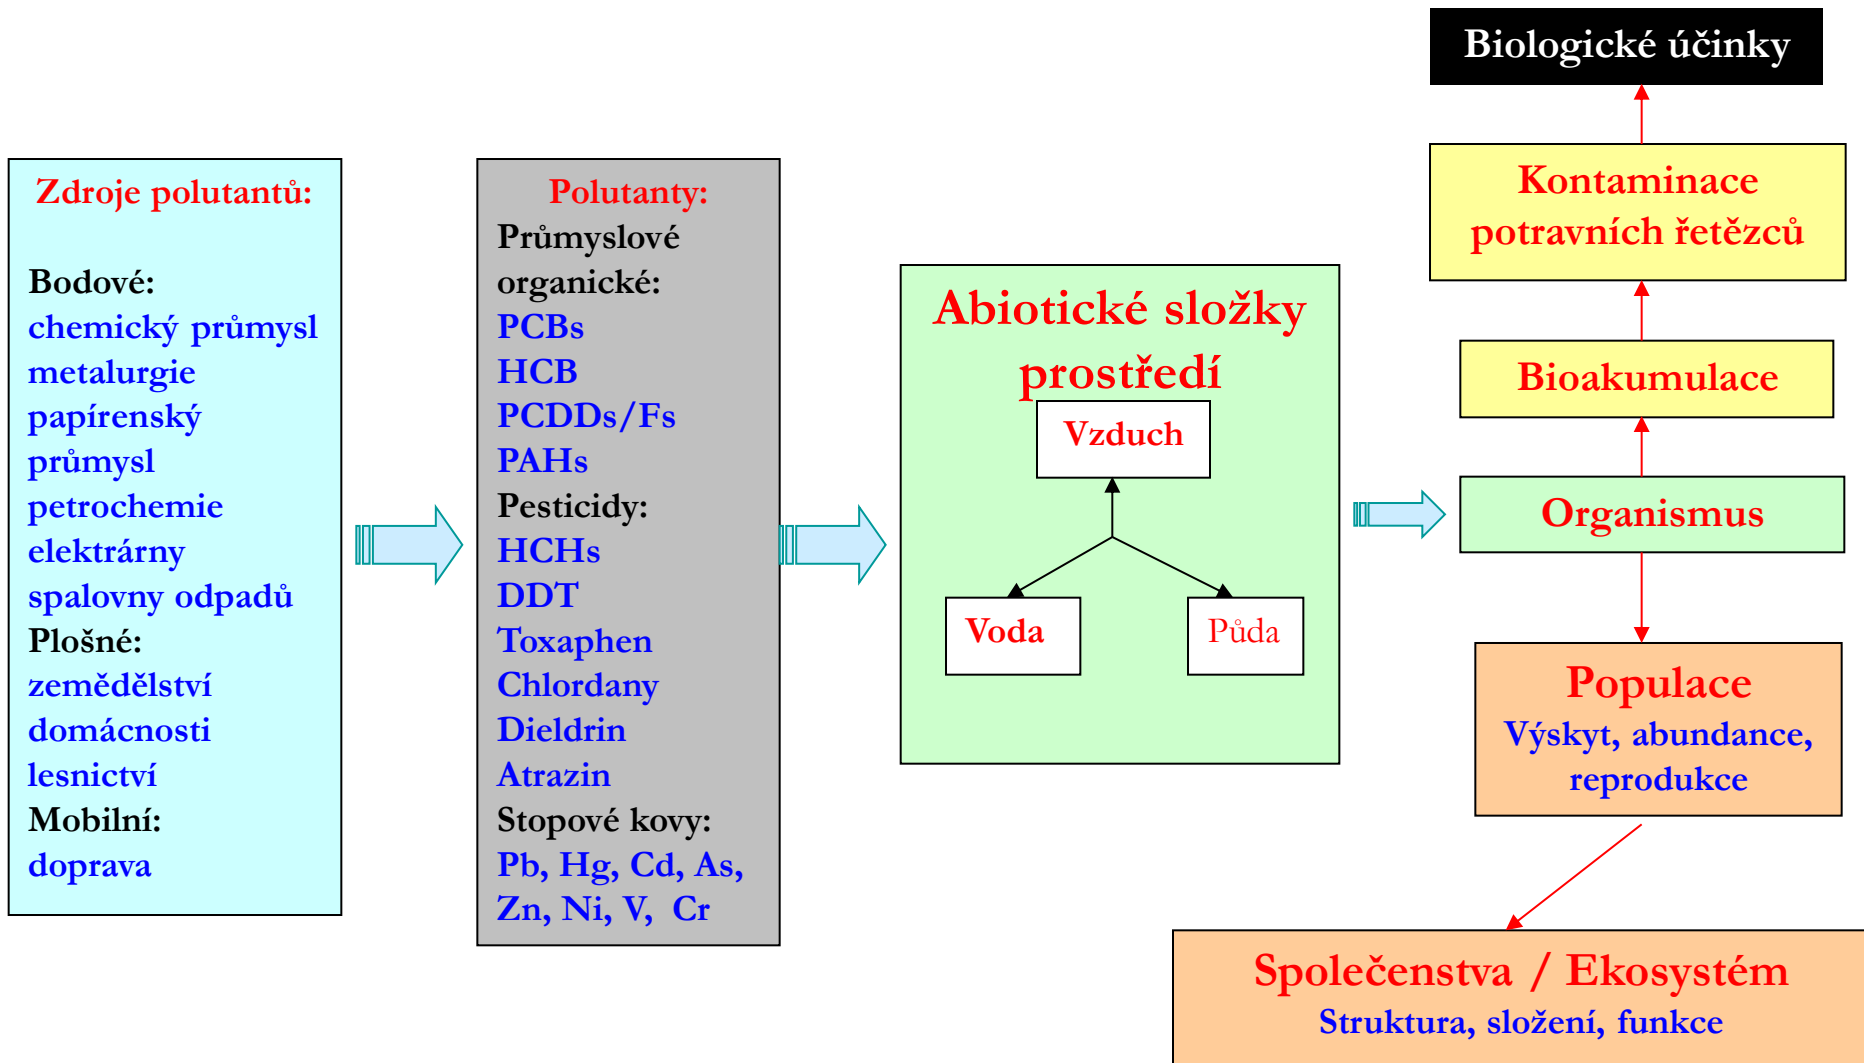 Zdroje polutantů:
Bodové:
chemický průmysl
metalurgie
papírenský
průmysl
petrochemie
elektrárny
spalovny odpadů
Plošné:
zemědělství
domácnosti
lesnictví
Mobilní:
doprava
Polutanty:
Průmyslové
organické:
PCBs
HCB
PCDDs/Fs
PAHs
Pesticidy:
HCHs
DDT
Toxaphen
Chlordany
Dieldrin
Atrazin
Stopové kovy:
Pb, Hg, Cd, As,
Zn, Ni, V, Cr
Abiotické složky
prostředí
Vzduch
Voda
Půda
Biologické účinky
Kontaminace
potravních řetězců
Bioakumulace
Organismus
Populace
Výskyt, abundance,
reprodukce
Společenstva / Ekosystém
Struktura, složení, funkce